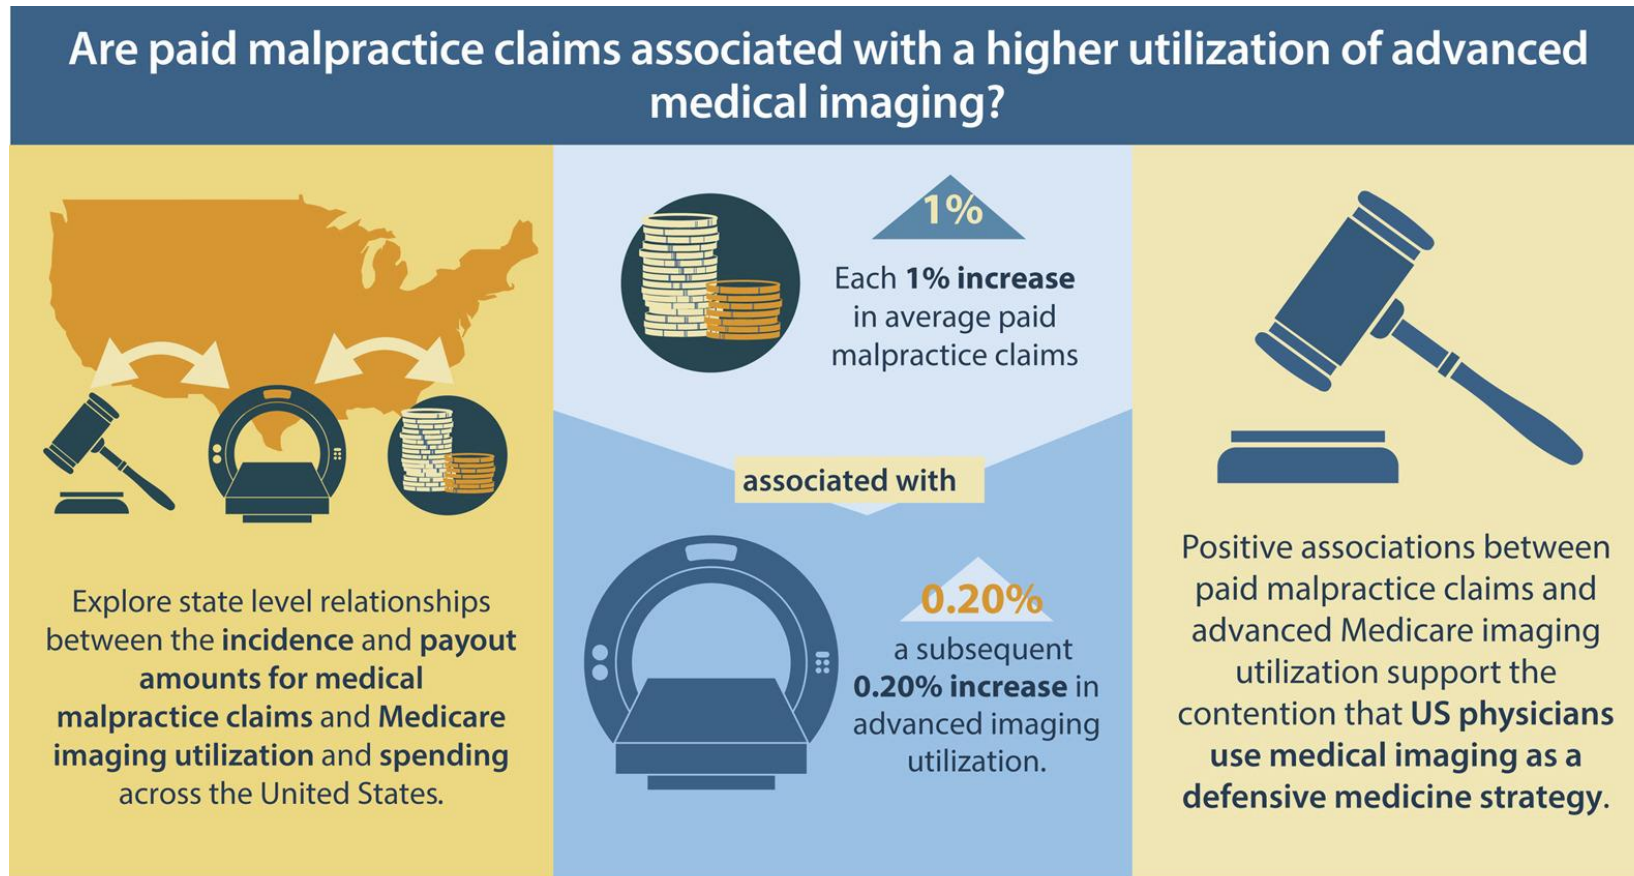 Are paid malpractice claims associated with a higher utilization of advanced
medical imaging?
Explore state level relationships
between the incidence and payout
amounts for medical
malpractice claims and Medicare
imaging utilization and spending
across the United States.
1%
Each 1% increase
in average paid
malpractice claims
associated with
0.20%
a subsequent
0.20% increase in
advanced imaging
utilization.
Positive associations between
paid malpractice claims and
advanced Medicare imaging
utilization support the
contention that US physicians
use medical imaging as a
defensive medicine strategy.